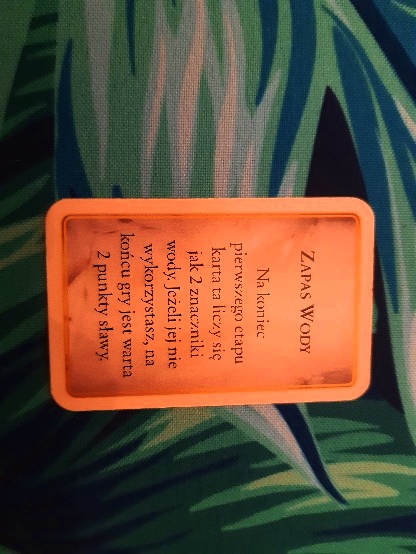 Zapas Wody
Na koniec
pierwszego etapu
karta ta liczy się
jak 2 znaczniki
wody. Jeżeli jej nie
wykorzystasz, na
końcu gry jest warta
2 punkty sławy.